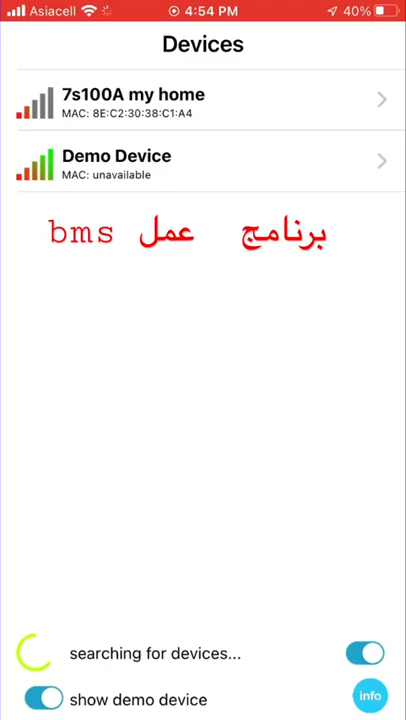 Asiacell 4:54 PM 40%
Devices
7s100A my home
MAC: 8E:C2:30:38:C1:A4
Demo Device
MAC: unavailable
برنامج عمل bms
searching for devices...
show demo device
info